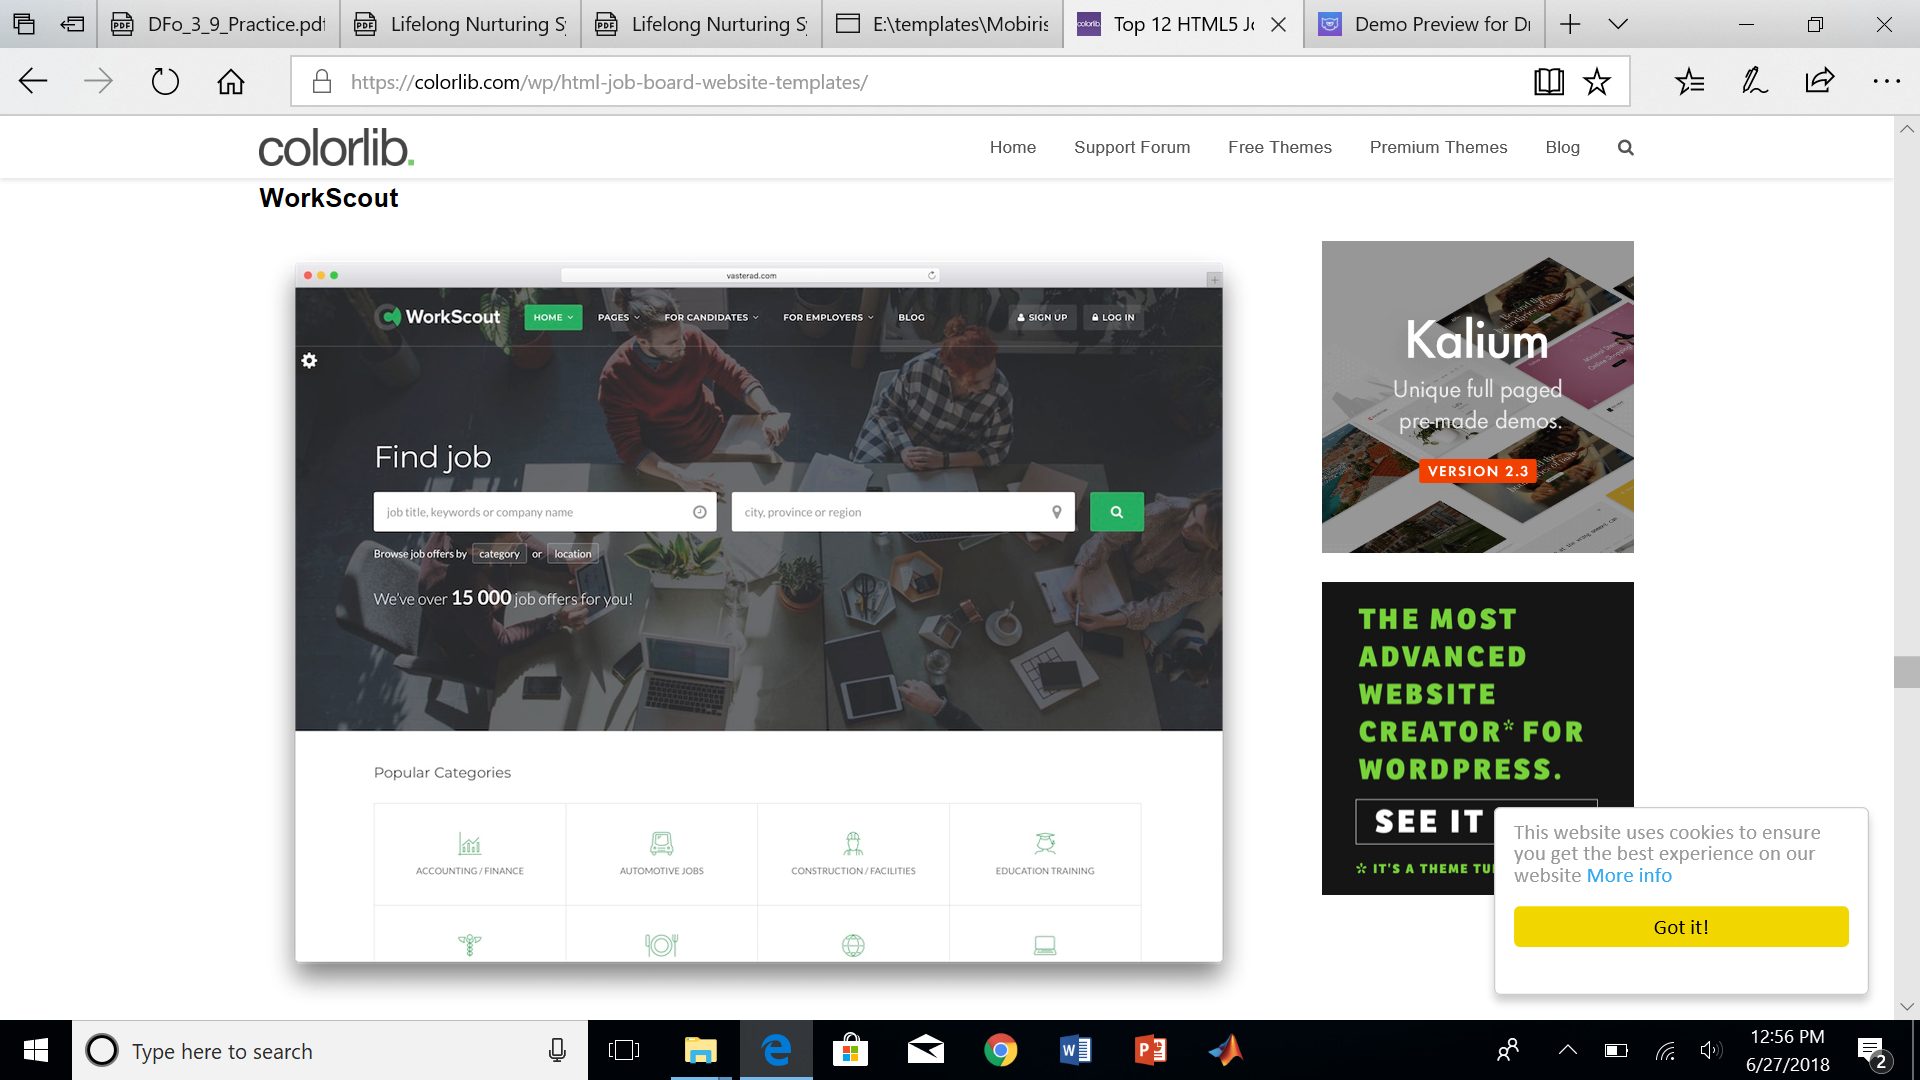 DFo_3_9_Practice.pdf
Lifelong Nurturing Sy
Lifelong Nurturing Sy
E:\templates\Mobiris
Top 12 HTML5 Jo
Demo Preview for Dr
https://colorlib.com/wp/html-job-board-website-templates/
colorlib.
Home
Support Forum
Free Themes
Premium Themes
Blog
WorkScout
vasterad.com
WorkScout
HOME
PAGES
FOR CANDIDATES
FOR EMPLOYERS
BLOG
SIGN UP
LOG IN
Find job
job title, keywords or company name
city, province or region
Browse job offers by category or location
We've over 15 000 job offers for you!
Popular Categories
ACCOUNTING / FINANCE
AUTOMOTIVE JOBS
CONSTRUCTION / FACILITIES
EDUCATION TRAINING
Kalium
Unique full paged
pre-made demos.
VERSION 2.3
THE MOST
ADVANCED
WEBSITE
CREATOR* FOR
WORDPRESS.
SEE IT
* IT'S A THEME
This website uses cookies to ensure
you get the best experience on our
website More info
Got it!
Type here to search
12:56 PM
6/27/2018
2